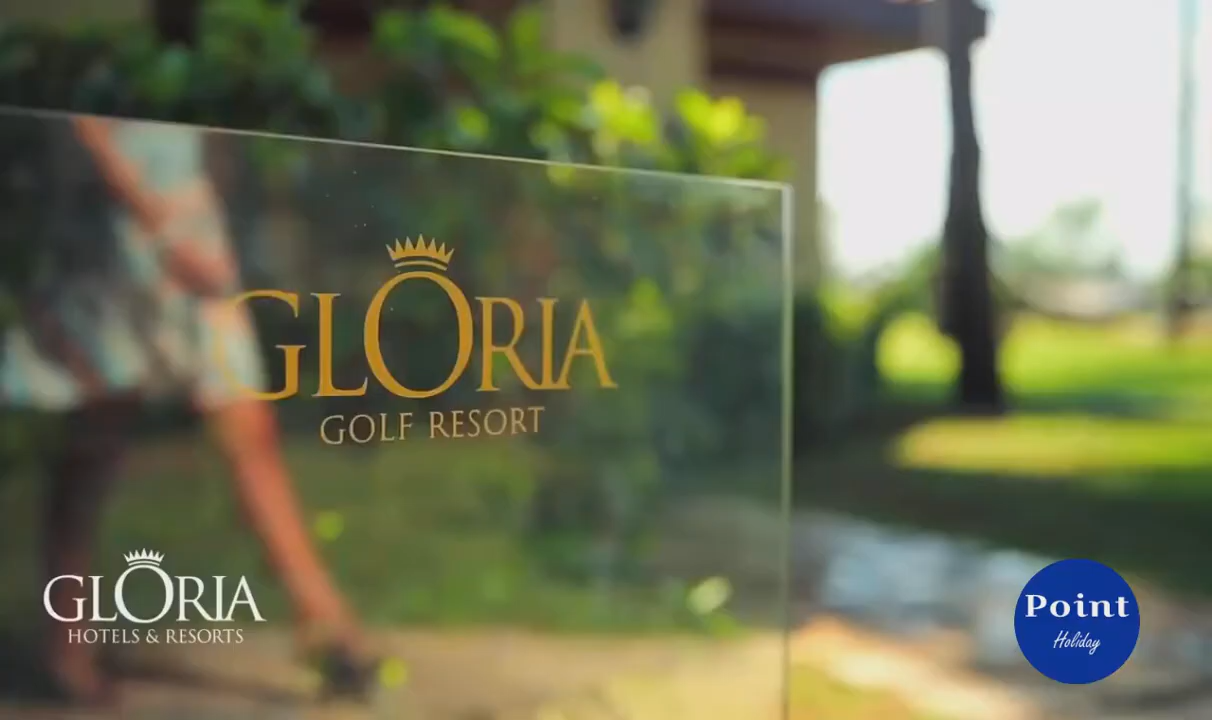 GLORIA
GOLF RESORT
GLORIA
HOTELS & RESORTS
Point
Holiday